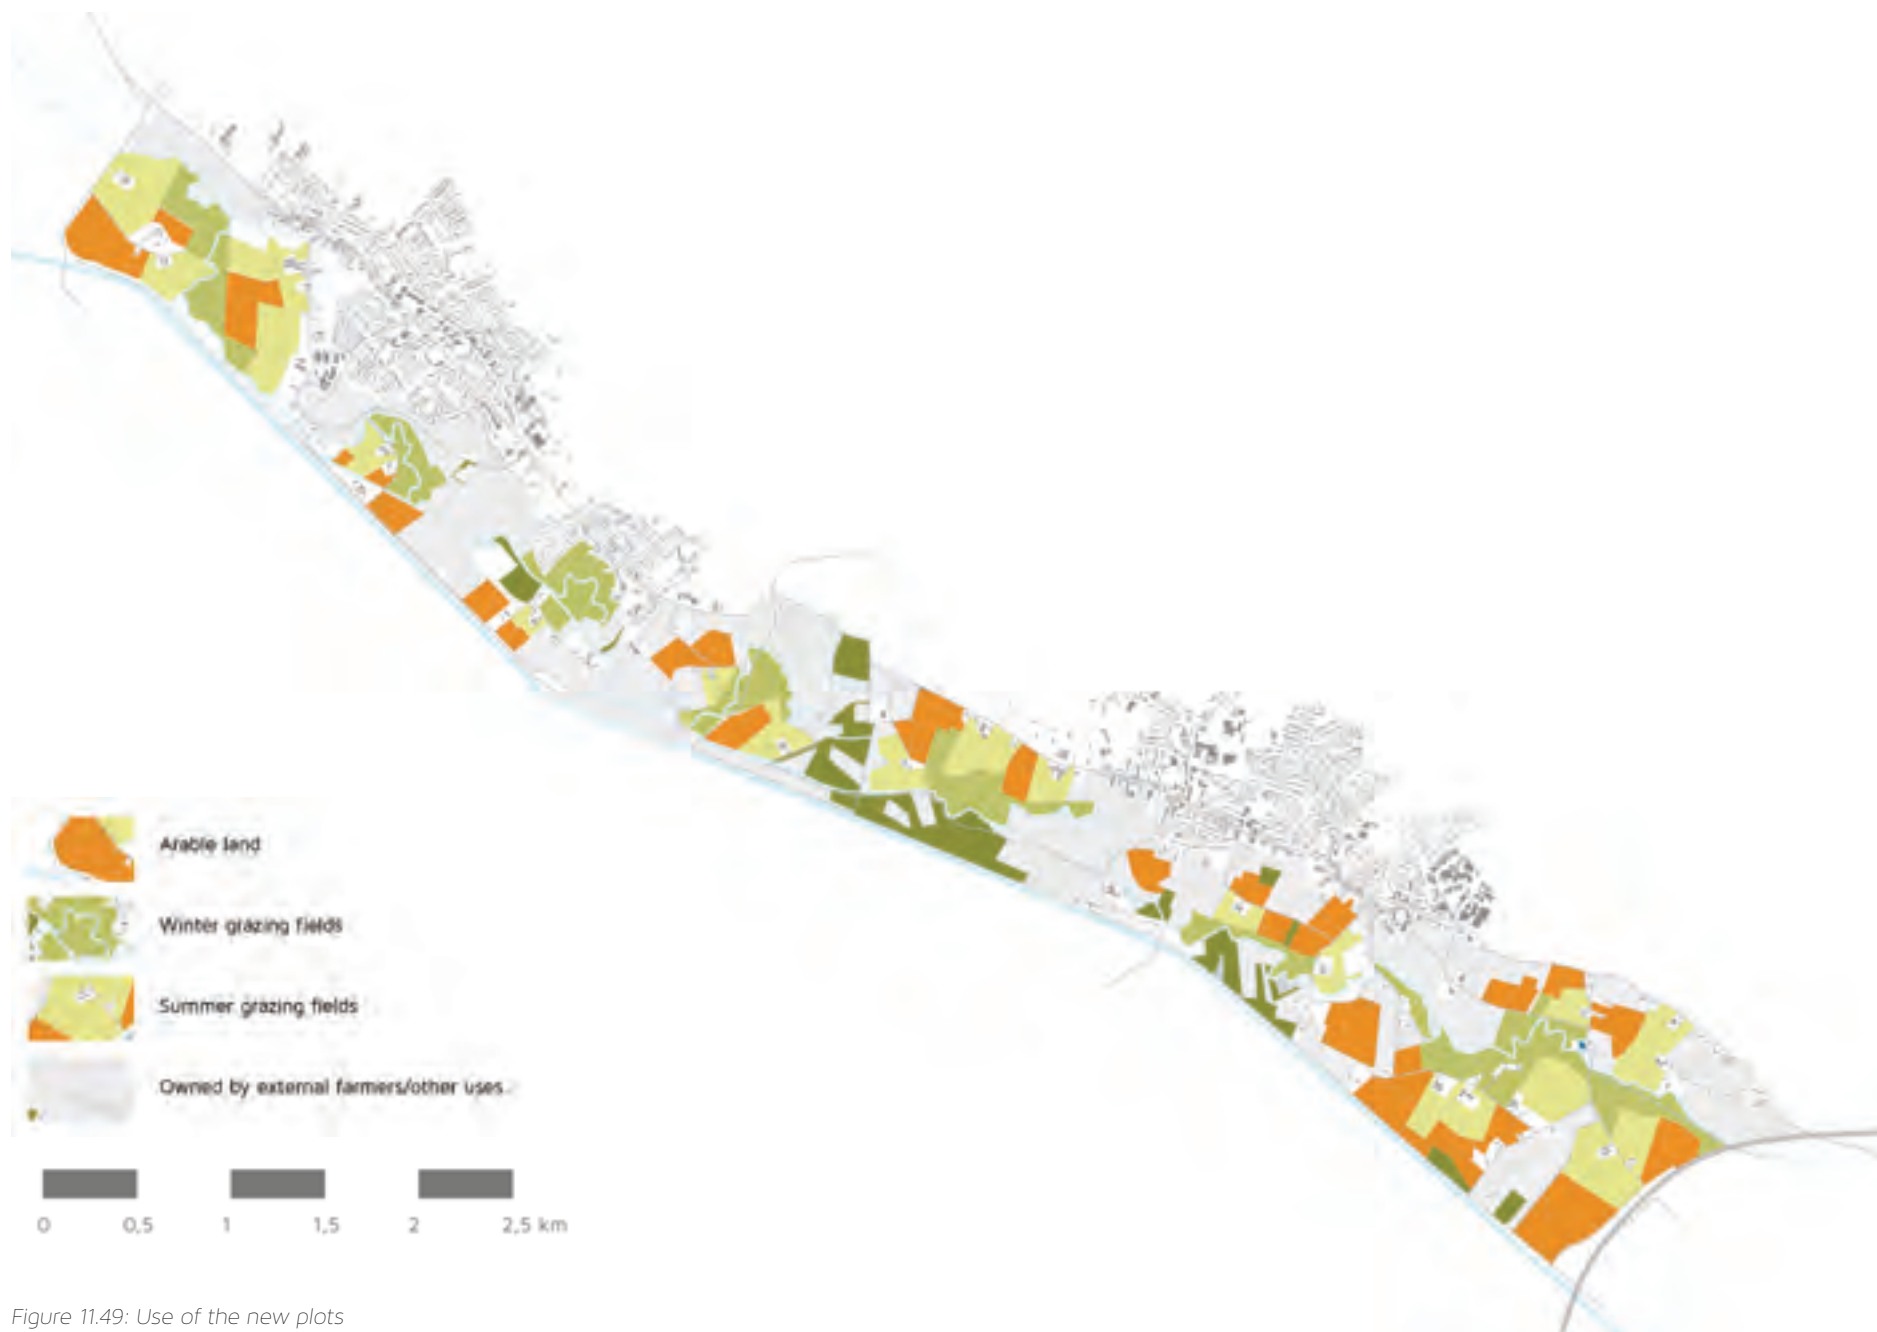 Arable land
Winter grazing fields
Summer grazing fields
Owned by external farmers/other uses
0 0,5 1 1,5 2 2,5 km
Figure 11.49: Use of the new plots